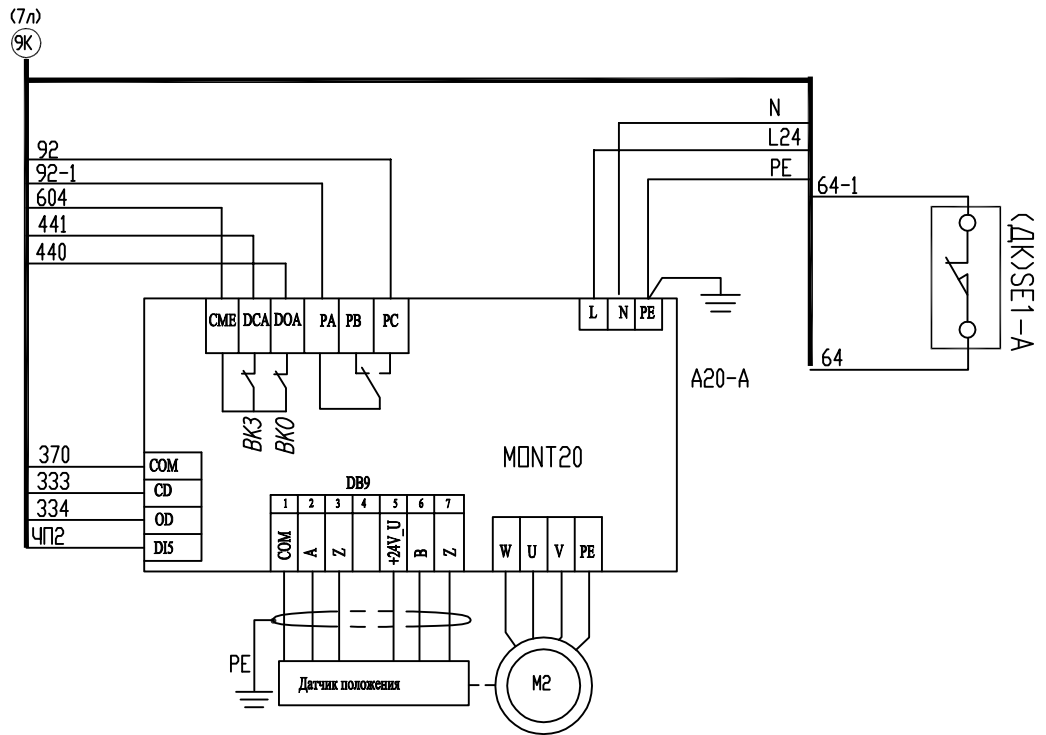 (7л)
9К
N
L24
PE
92
92-1
604
441
440
64-1
(ДК)SE1-A
64
CME DCA DOA PA PB PC
L N PE
A20-A
ВКЗ ВКО
MONT20
370
333
334
ЧП2
COM
CD
OD
DI5
DB9
1 2 3 4 5 6 7
COM A Z +24V_U B Z
W U V PE
PE
Датчик положения
M2